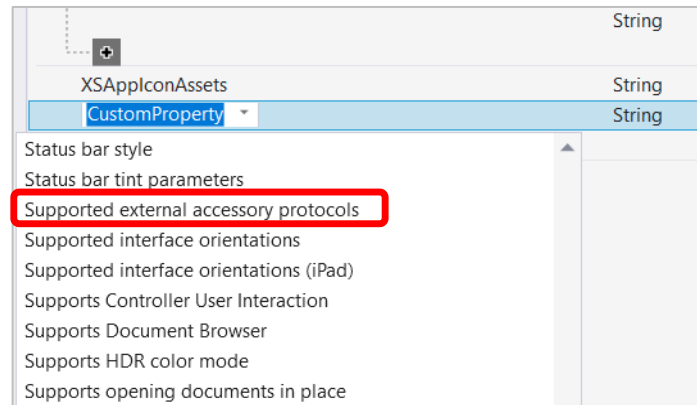 String
XSAppIconAssets String
CustomProperty String
Status bar style
Status bar tint parameters
Supported external accessory protocols
Supported interface orientations
Supported interface orientations (iPad)
Supports Controller User Interaction
Supports Document Browser
Supports HDR color mode
Supports opening documents in place